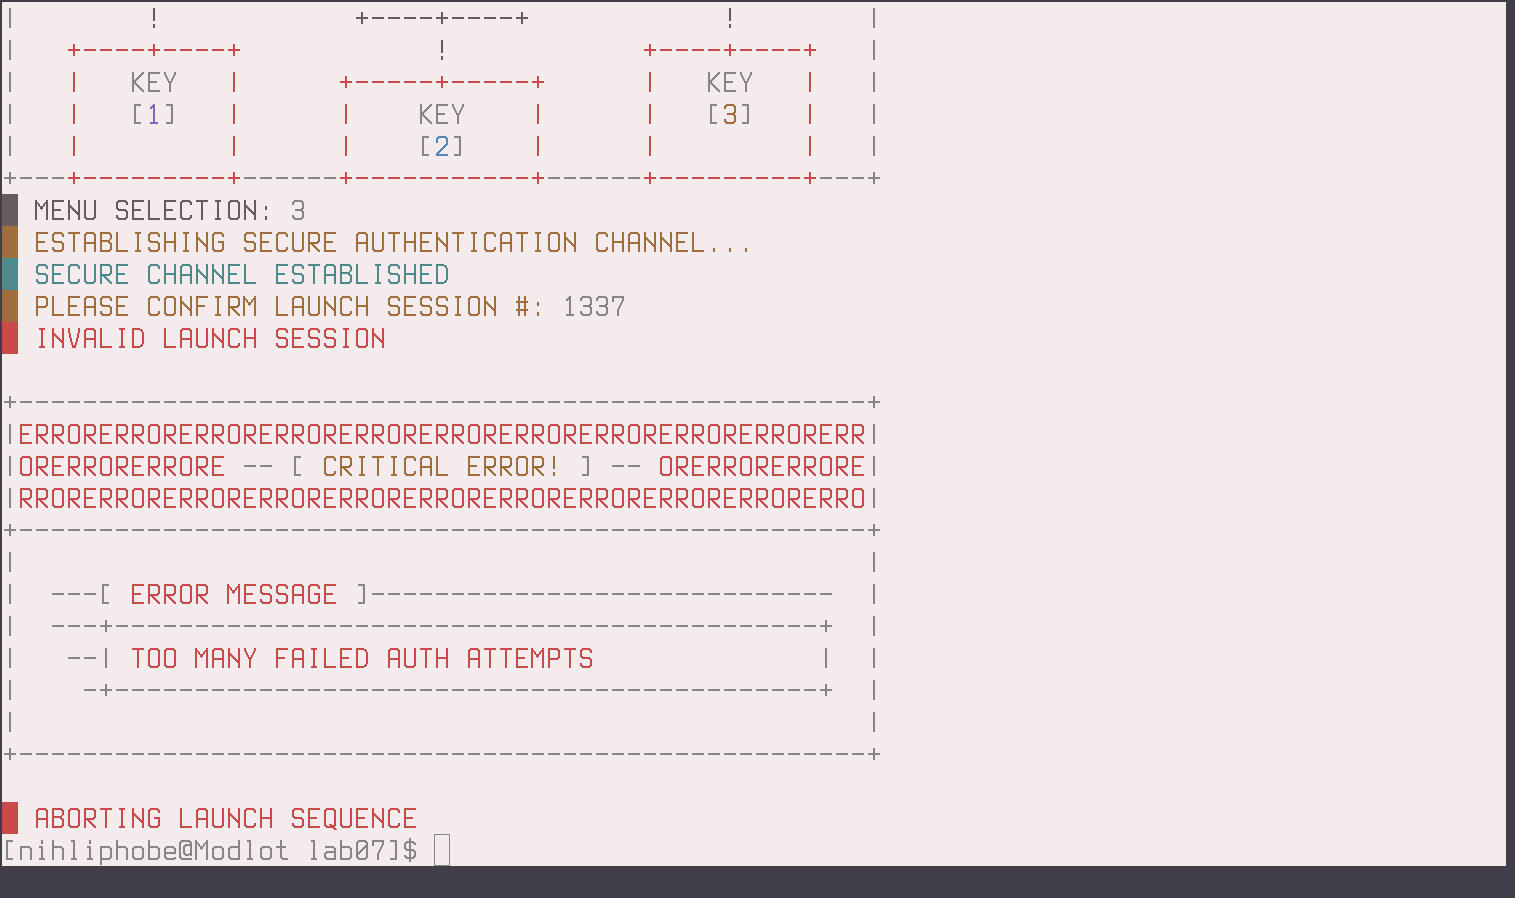 |        !            +----+----+            !        |
|   +----+----+            !            +----+----+   |
|   |   KEY   |      +-----+-----+      |   KEY   |   |
|   |   [1]   |      |    KEY    |      |   [3]   |   |
|   |         |      |    [2]    |      |         |   |
+---+---------+------+-----------+------+---------+---+
MENU SELECTION: 3
ESTABLISHING SECURE AUTHENTICATION CHANNEL...
SECURE CHANNEL ESTABLISHED
PLEASE CONFIRM LAUNCH SESSION #: 1337
INVALID LAUNCH SESSION
+-----------------------------------------------------+
|ERRORERRORERRORERRORERRORERRORERRORERRORERRORERRORERR|
|ORERRORERRORE -- [ CRITICAL ERROR! ] -- ORERRORERRORE|
|RRORERRORERRORERRORERRORERRORERRORERRORERRORERRORERRO|
+-----------------------------------------------------+
|                                                     |
|  ---[ ERROR MESSAGE ]-----------------------------  |
|  ---+--------------------------------------------+  |
|   --| TOO MANY FAILED AUTH ATTEMPTS              |  |
|    -+--------------------------------------------+  |
|                                                     |
+-----------------------------------------------------+
ABORTING LAUNCH SEQUENCE
[nihliphobe@Modlot lab07]$